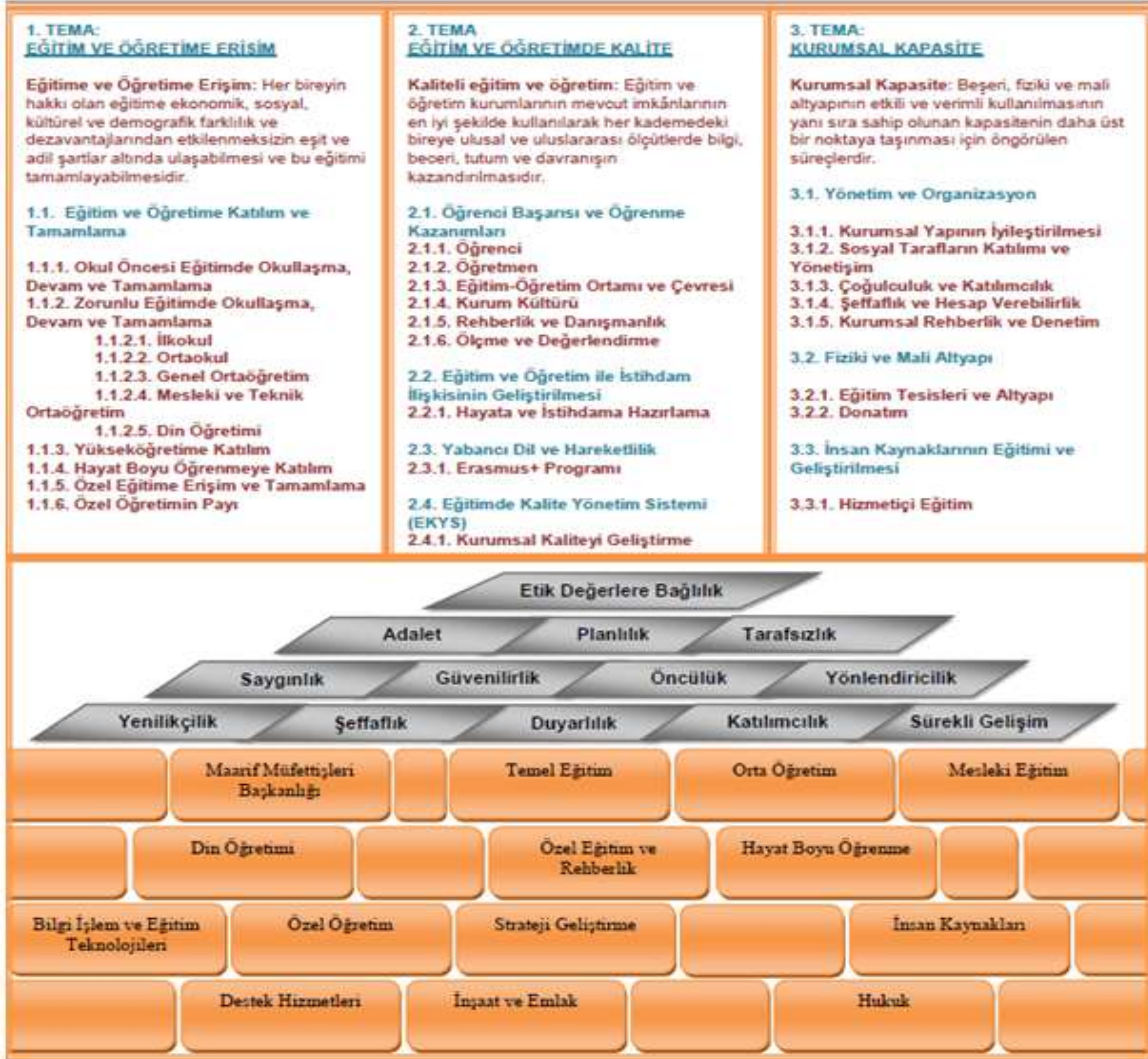 1. TEMA:
EĞİTİM VE ÖĞRETİME ERİŞİM
Eğitime ve Öğretime Erişim: Her bireyin
hakkı olan eğitime ekonomik, sosyal,
kültürel ve demografik farklılık ve
dezavantajlarından etkilenmeksizin eşit ve
adil şartlar altında ulaşabilmesi ve bu eğitimi
tamamlayabilmesidir.
1.1. Eğitim ve Öğretime Katılım ve
Tamamlama
1.1.1. Okul Öncesi Eğitimde Okullaşma,
Devam ve Tamamlama
1.1.2. Zorunlu Eğitimde Okullaşma,
Devam ve Tamamlama
1.1.2.1. İlkokul
1.1.2.2. Ortaokul
1.1.2.3. Genel Ortaöğretim
1.1.2.4. Mesleki ve Teknik
Ortaöğretim
1.1.2.5. Din Öğretimi
1.1.3. Yükseköğretime Katılım
1.1.4. Hayat Boyu Öğrenmeye Katılım
1.1.5. Özel Eğitime Erişim ve Tamamlama
1.1.6. Özel Öğretimin Payı
2. TEMA
EĞİTİM VE ÖĞRETİMDE KALİTE
Kaliteli eğitim ve öğretim: Eğitim ve
öğretim kurumlarının mevcut imkânlarının
en iyi şekilde kullanılarak her kademedeki
bireye ulusal ve uluslararası ölçütlerde bilgi,
beceri, tutum ve davranışın
kazandırılmasıdır.
2.1. Öğrenci Başarısı ve Öğrenme
Kazanımları
2.1.1. Öğrenci
2.1.2. Öğretmen
2.1.3. Eğitim-Öğretim Ortamı ve Çevresi
2.1.4. Kurum Kültürü
2.1.5. Rehberlik ve Danışmanlık
2.1.6. Ölçme ve Değerlendirme
2.2. Eğitim ve Öğretim ile İstihdam
İlişkisinin Geliştirilmesi
2.2.1. Hayata ve İstihdama Hazırlama
2.3. Yabancı Dil ve Hareketlilik
2.3.1. Erasmus+ Programı
2.4. Eğitimde Kalite Yönetim Sistemi
(EKYS)
2.4.1. Kurumsal Kaliteyi Geliştirme
3. TEMA:
KURUMSAL KAPASİTE
Kurumsal Kapasite: Beşeri, fiziki ve mali
altyapının etkili ve verimli kullanılmasının
yanı sıra sahip olunan kapasitenin daha üst
bir noktaya taşınması için öngörülen
süreçlerdir.
3.1. Yönetim ve Organizasyon
3.1.1. Kurumsal Yapının İyileştirilmesi
3.1.2. Sosyal Tarafların Katılımı ve
Yönetişim
3.1.3. Çoğulculuk ve Katılımcılık
3.1.4. Şeffaflık ve Hesap Verebilirlik
3.1.5. Kurumsal Rehberlik ve Denetim
3.2. Fiziki ve Mali Altyapı
3.2.1. Eğitim Tesisleri ve Altyapı
3.2.2. Donatım
3.3. İnsan Kaynaklarının Eğitimi ve
Geliştirilmesi
3.3.1. Hizmetiçi Eğitim
Etik Değerlere Bağlılık
Adalet Planlılık Tarafsızlık
Saygınlık Güvenilirlik Öncülük Yönlendiricilik
Yenilikçilik Şeffaflık Duyarlılık Katılımcılık Sürekli Gelişim
Maarif Müfettişleri
Başkanlığı
Temel Eğitim
Orta Öğretim
Mesleki Eğitim
Din Öğretimi
Özel Eğitim ve
Rehberlik
Hayat Boyu Öğrenme
Bilgi İşlem ve Eğitim
Teknolojileri
Özel Öğretim
Strateji Geliştirme
İnsan Kaynakları
Destek Hizmetleri
İnşaat ve Emlak
Hukuk